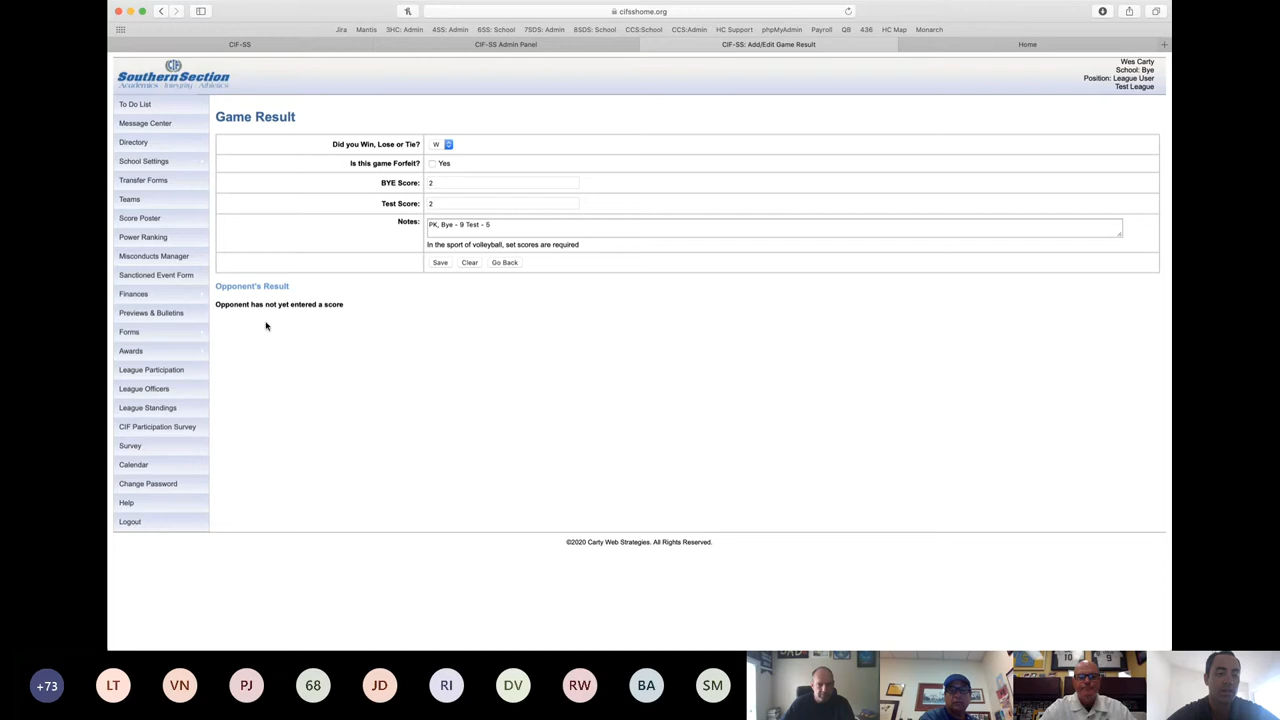 cifsshome.org
Jira Mantis 3HC: Admin 4SS: Admin 6SS: School 7SDS: Admin 8SDS: School CCS:School CCS:Admin HC Support phpMyAdmin Payroll QB 436 HC Map Monarch
CIF-SS CIF-SS Admin Panel CIF-SS: Add/Edit Game Result Home
CIF
Southern Section
Academics Integrity Athletics
Wes Carty
School: Bye
Position: League User
Test League
To Do List
Message Center
Directory
School Settings
Transfer Forms
Teams
Score Poster
Power Ranking
Misconducts Manager
Sanctioned Event Form
Finances
Previews & Bulletins
Forms
Awards
League Participation
League Officers
League Standings
CIF Participation Survey
Survey
Calendar
Change Password
Help
Logout
Game Result
Did you Win, Lose or Tie? W
Is this game Forfeit? Yes
BYE Score: 2
Test Score: 2
Notes: PK, Bye - 9 Test - 5
In the sport of volleyball, set scores are required
Save Clear Go Back
Opponent's Result
Opponent has not yet entered a score
©2020 Carty Web Strategies. All Rights Reserved.
+73 LT VN PJ 68 JD RI DV RW BA SM
10 9